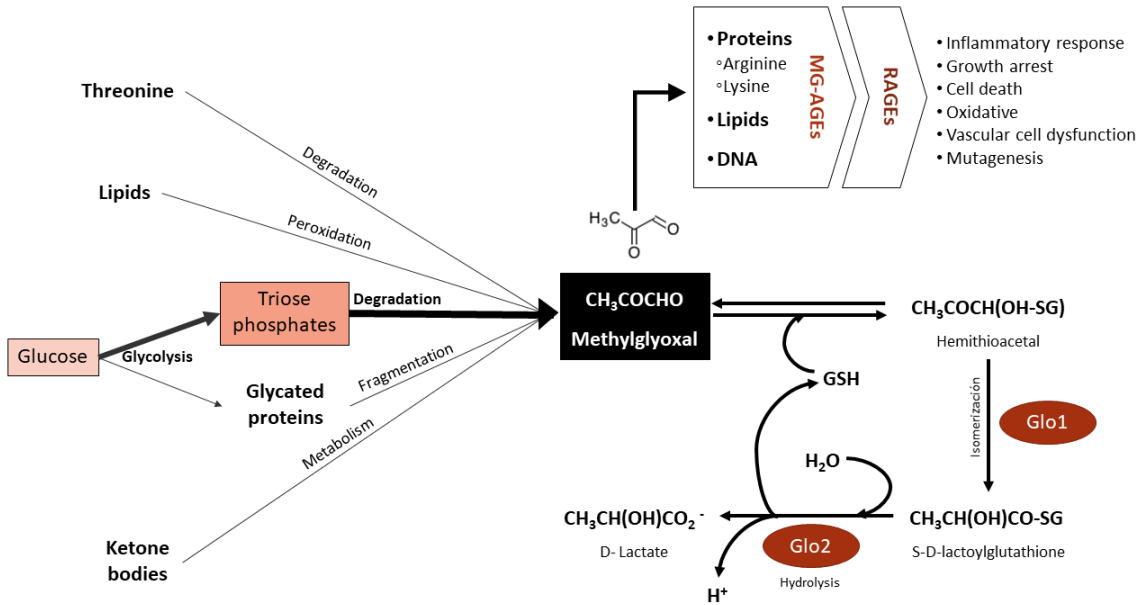 Threonine
Degradation
Lipids
Peroxidation
Glucose
Glycolysis
Triose
phosphates
Degradation
Glycated
proteins
Fragmentation
Metabolism
Ketone
bodies
• Proteins
◦Arginine
◦Lysine
• Lipids
• DNA
MG-AGEs
RAGEs
• Inflammatory response
• Growth arrest
• Cell death
• Oxidative
• Vascular cell dysfunction
• Mutagenesis
H₃C
O
O
CH₃COCHO
Methylglyoxal
CH₃COCH(OH-SG)
Hemithioacetal
GSH
Isomerización
Glo1
H₂O
CH₃CH(OH)CO₂⁻
D- Lactate
Glo2
Hydrolysis
H⁺
CH₃CH(OH)CO-SG
S-D-lactoylglutathione